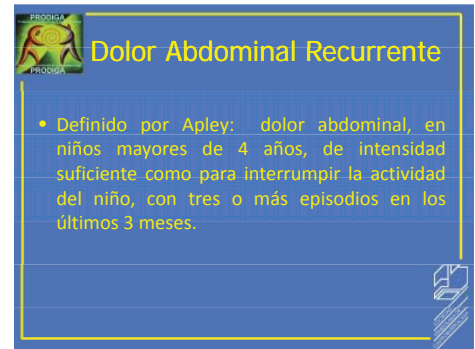 PRODIGA
Dolor Abdominal Recurrente
PRODIGA
• Definido por Apley: dolor abdominal, en
niños mayores de 4 años, de intensidad
suficiente como para interrumpir la actividad
del niño, con tres o más episodios en los
últimos 3 meses.